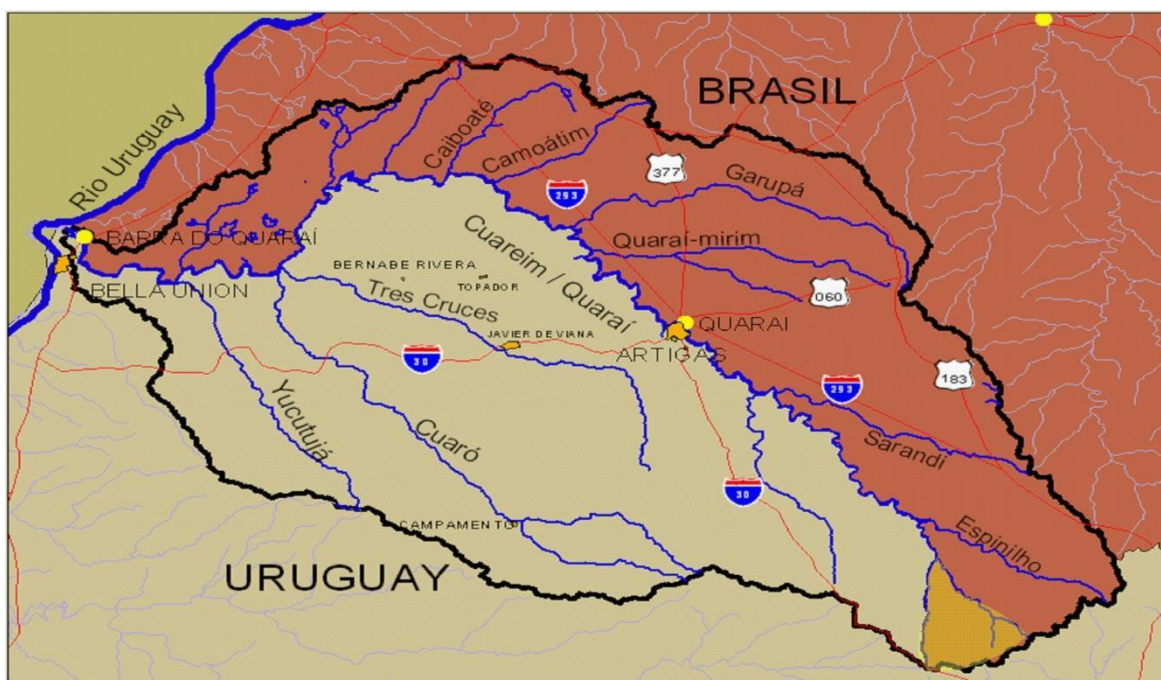 BRASIL
Rio Uruguay
Caiboaté
Camoátim
377
Garupá
293
BARRA DO QUARAÍ
Quaraí-mirim
Cuareim / Quaraí
BERNABE RIVERA
TOPADOR
BELLA UNION
Tres Cruces
060
QUARAI
JAVIER DE VIANA
ARTIGAS
30
183
293
Yucutujá
Cuaró
Sarandi
30
CAMPAMENTO
Espinilho
URUGUAY